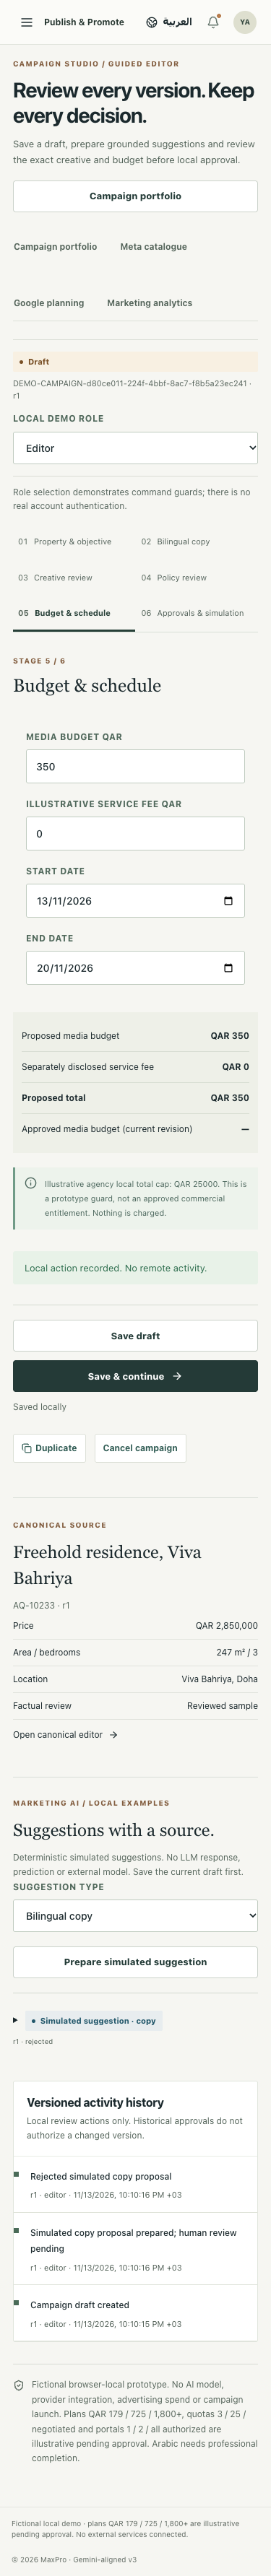 Publish & Promote
العربية
YA
CAMPAIGN STUDIO / GUIDED EDITOR
Review every version. Keep
every decision.
Save a draft, prepare grounded suggestions and review
the exact creative and budget before local approval.
Campaign portfolio
Campaign portfolio
Meta catalogue
Google planning
Marketing analytics
Draft
DEMO-CAMPAIGN-d80ce011-224f-4bbf-8ac7-f8b5a23ec241 ·
r1
LOCAL DEMO ROLE
Editor
Role selection demonstrates command guards; there is no
real account authentication.
01 Property & objective
02 Bilingual copy
03 Creative review
04 Policy review
05 Budget & schedule
06 Approvals & simulation
STAGE 5 / 6
Budget & schedule
MEDIA BUDGET QAR
350
ILLUSTRATIVE SERVICE FEE QAR
0
START DATE
13/11/2026
END DATE
20/11/2026
Proposed media budget QAR 350
Separately disclosed service fee QAR 0
Proposed total QAR 350
Approved media budget (current revision) —
Illustrative agency local total cap: QAR 25000. This is
a prototype guard, not an approved commercial
entitlement. Nothing is charged.
Local action recorded. No remote activity.
Save draft
Save & continue →
Saved locally
Duplicate
Cancel campaign
CANONICAL SOURCE
Freehold residence, Viva
Bahriya
AQ-10233 · r1
Price QAR 2,850,000
Area / bedrooms 247 m² / 3
Location Viva Bahriya, Doha
Factual review Reviewed sample
Open canonical editor →
MARKETING AI / LOCAL EXAMPLES
Suggestions with a source.
Deterministic simulated suggestions. No LLM response,
prediction or external model. Save the current draft first.
SUGGESTION TYPE
Bilingual copy
Prepare simulated suggestion
Simulated suggestion · copy
r1 · rejected
Versioned activity history
Local review actions only. Historical approvals do not
authorize a changed version.
Rejected simulated copy proposal
r1 · editor · 11/13/2026, 10:10:16 PM +03
Simulated copy proposal prepared; human review
pending
r1 · editor · 11/13/2026, 10:10:16 PM +03
Campaign draft created
r1 · editor · 11/13/2026, 10:10:15 PM +03
Fictional browser-local prototype. No AI model,
provider integration, advertising spend or campaign
launch. Plans QAR 179 / 725 / 1,800+, quotas 3 / 25 /
negotiated and portals 1 / 2 / all authorized are
illustrative pending approval. Arabic needs professional
completion.
Fictional local demo · plans QAR 179 / 725 / 1,800+ are illustrative
pending approval. No external services connected.
© 2026 MaxPro · Gemini-aligned v3